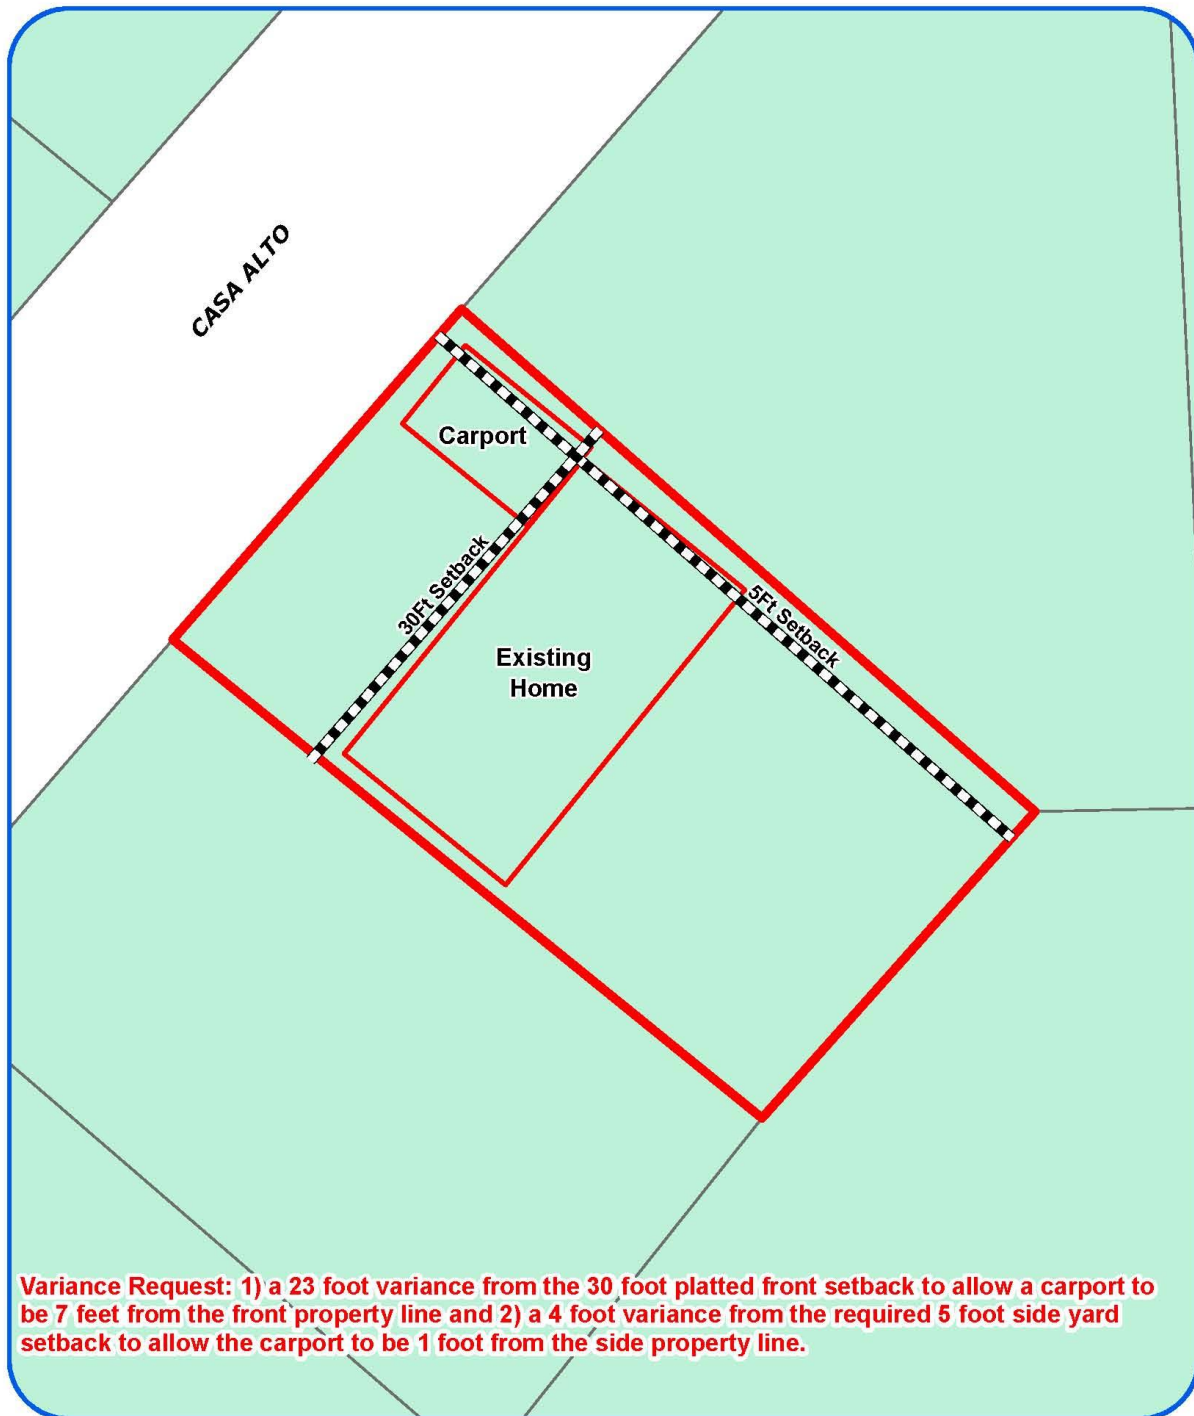 CASA ALTO
Carport
30Ft Setback
5Ft Setback
Existing
Home
Variance Request: 1) a 23 foot variance from the 30 foot platted front setback to allow a carport to
be 7 feet from the front property line and 2) a 4 foot variance from the required 5 foot side yard
setback to allow the carport to be 1 foot from the side property line.